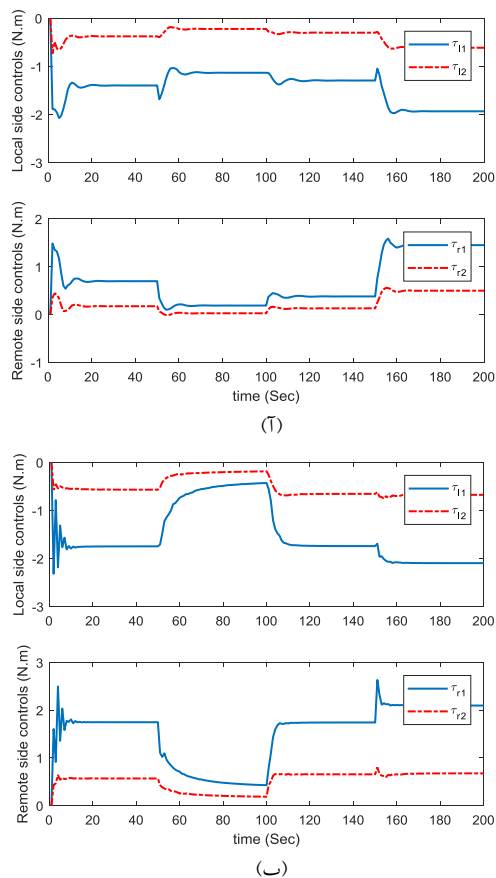 Local side controls (N.m)
0
-1
-2
-3
0 20 40 60 80 100 120 140 160 180 200
τl1
τl2
Remote side controls (N.m)
2
1
0
-1
0 20 40 60 80 100 120 140 160 180 200
τr1
τr2
time (Sec)
(آ)
Local side controls (N.m)
0
-1
-2
-3
0 20 40 60 80 100 120 140 160 180 200
τl1
τl2
Remote side controls (N.m)
3
2
1
0
0 20 40 60 80 100 120 140 160 180 200
τr1
τr2
time (Sec)
(ب)